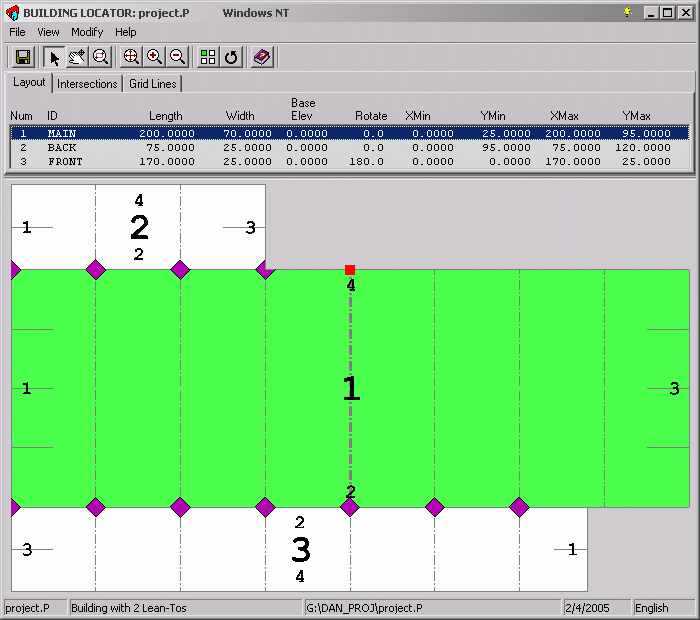 BUILDING LOCATOR: project.P Windows NT
File View Modify Help
Layout Intersections Grid Lines
Base
Num ID Length Width Elev Rotate XMin YMin XMax YMax
1 MAIN 200.0000 70.0000 0.0000 0.0 0.0000 25.0000 200.0000 95.0000
2 BACK 75.0000 25.0000 0.0000 0.0 0.0000 95.0000 75.0000 120.0000
3 FRONT 170.0000 25.0000 0.0000 180.0 0.0000 0.0000 170.0000 25.0000
4
1 2 3
2
4
1 1 3
2
2
3 3 1
4
project.P Building with 2 Lean-Tos G:\DAN_PROJ\project.P 2/4/2005 English